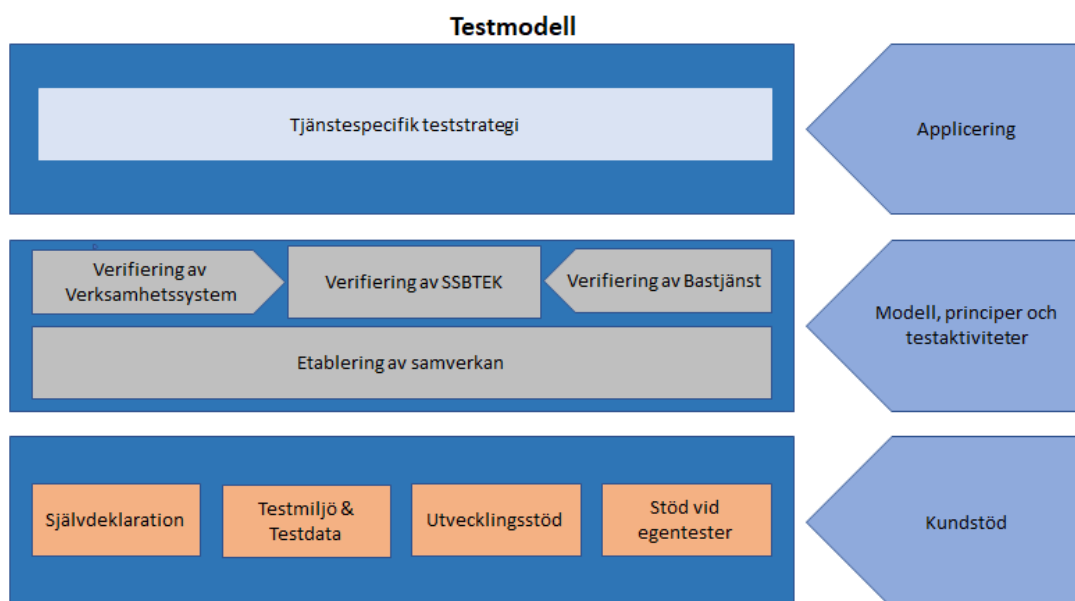 Testmodell
Tjänstespecifik teststrategi
Applicering
Verifiering av
Verksamhetssystem
Verifiering av SSBTEK
Verifiering av Bastjänst
Etablering av samverkan
Modell, principer och
testaktiviteter
Självdeklaration
Testmiljö &
Testdata
Utvecklingsstöd
Stöd vid
egentester
Kundstöd